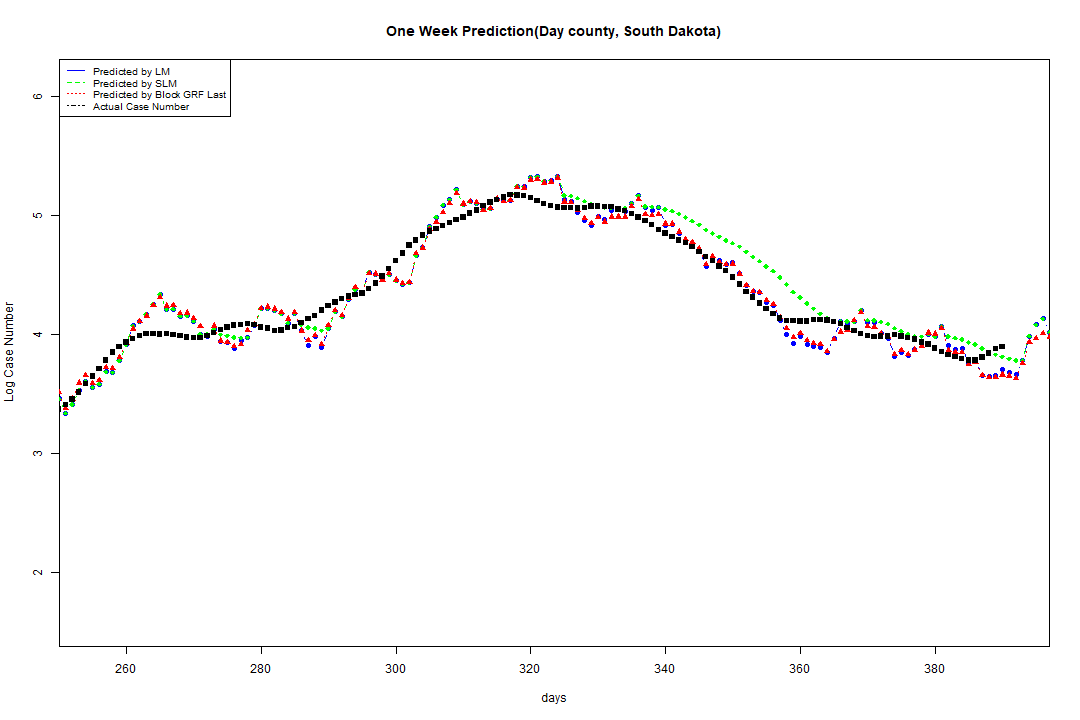 One Week Prediction(Day county, South Dakota)
Predicted by LM
Predicted by SLM
Predicted by Block GRF Last
Actual Case Number
6
5
4
3
2
Log Case Number
260 280 300 320 340 360 380
days